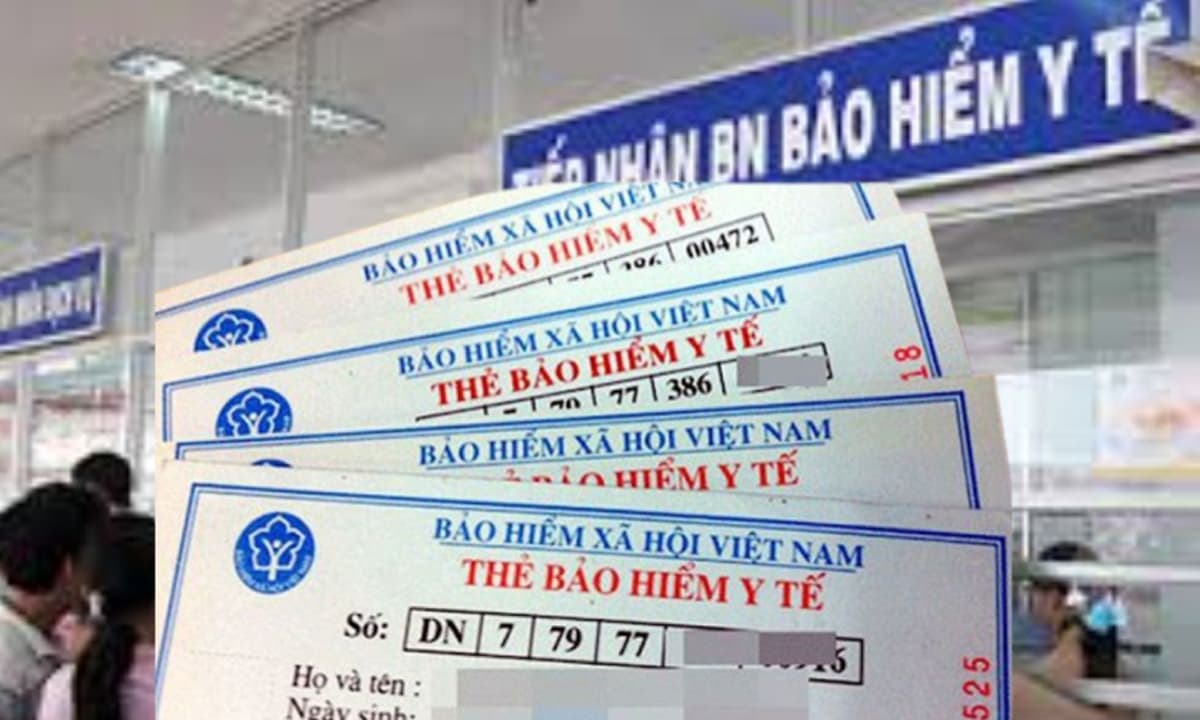 TIẾP NHẬN BN BẢO HIỂM Y TẾ
BẢO HIỂM XÃ HỘI VIỆT
THẺ BẢO HIỂM Y TẾ
386 00472
BẢO HIỂM XÃ HỘI VIỆT NAM
THẺ BẢO HIỂM Y TẾ
7 79 77 386
18
BẢO HIỂM XÃ HỘI VIỆT NAM
THẺ BẢO HIỂM Y TẾ
BẢO HIỂM XÃ HỘI VIỆT NAM
THẺ BẢO HIỂM Y TẾ
Số: DN 7 79 77
Họ và tên :
Ngày sinh:
525